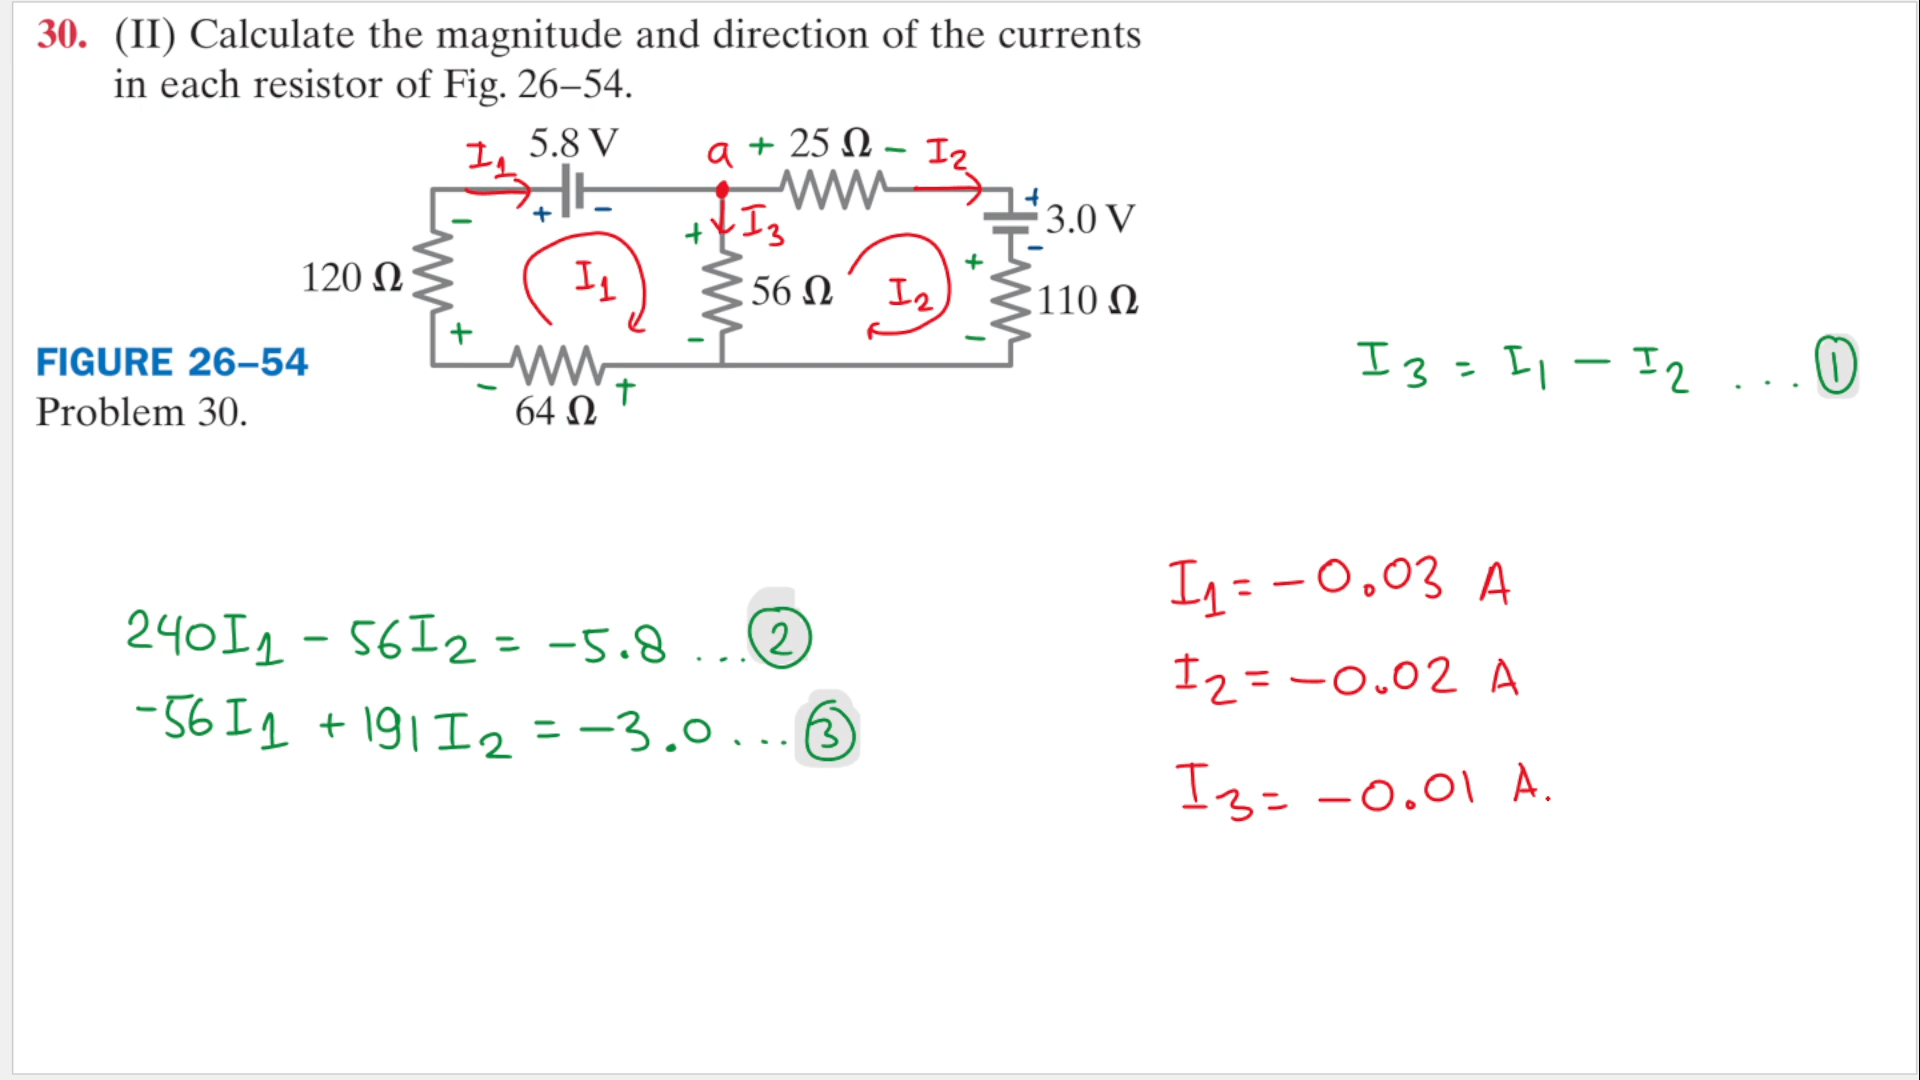 30. (II) Calculate the magnitude and direction of the currents
in each resistor of Fig. 26–54.
I₁ 5.8 V a + 25 Ω − I₂
+ −
+ 3.0 V −
− 120 Ω +
I₁
+ I₃
56 Ω −
I₂
+ 110 Ω −
− 64 Ω +
FIGURE 26–54
Problem 30.
I₃ = I₁ − I₂ ... ①
240I₁ − 56I₂ = −5.8 ... ②
-56I₁ + 191I₂ = −3.0 ... ③
I₁ = −0.03 A
I₂ = −0.02 A
I₃ = −0.01 A.